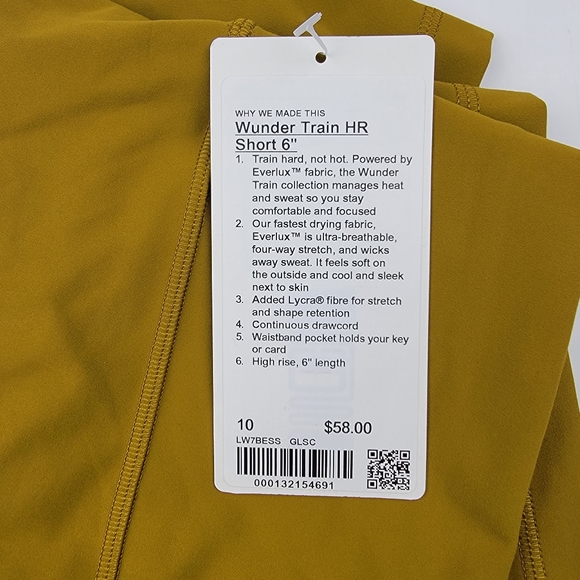 WHY WE MADE THIS
Wunder Train HR
Short 6"
1. Train hard, not hot. Powered by
Everlux™ fabric, the Wunder
Train collection manages heat
and sweat so you stay
comfortable and focused
2. Our fastest drying fabric,
Everlux™ is ultra-breathable,
four-way stretch, and wicks
away sweat. It feels soft on
the outside and cool and sleek
next to skin
3. Added Lycra® fibre for stretch
and shape retention
4. Continuous drawcord
5. Waistband pocket holds your key
or card
6. High rise, 6" length
10 $58.00
LW7BESS GLSC
000132154691